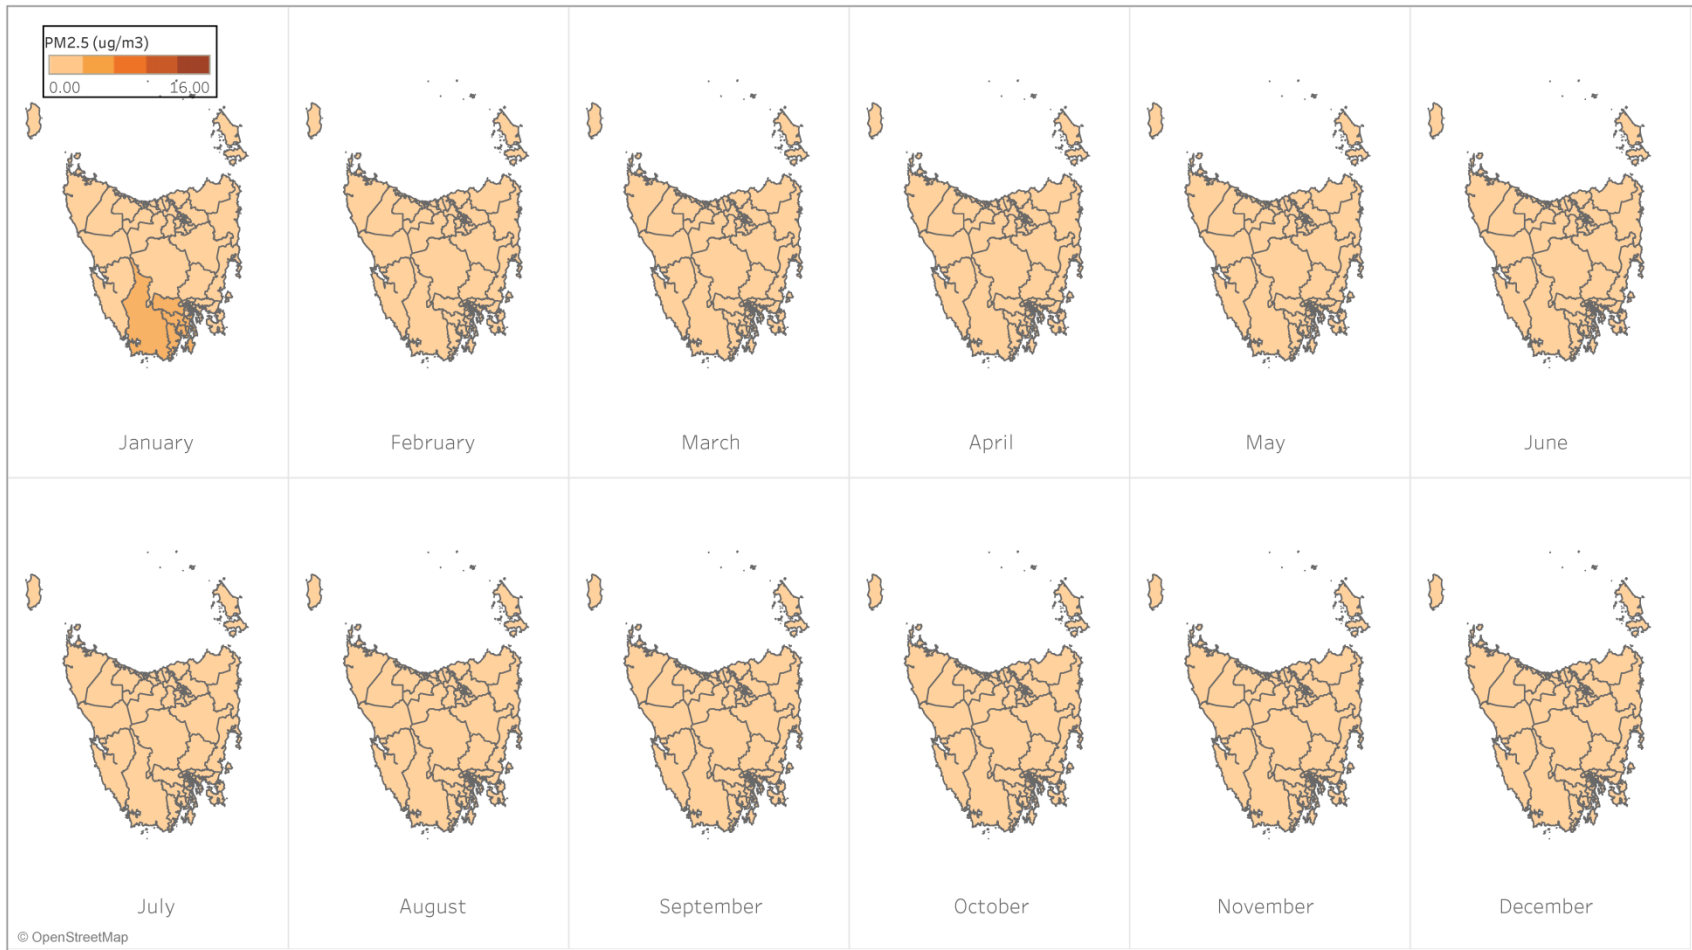 PM2.5 (ug/m3)
0.00 16.00
January February March April May June
July August September October November December
© OpenStreetMap